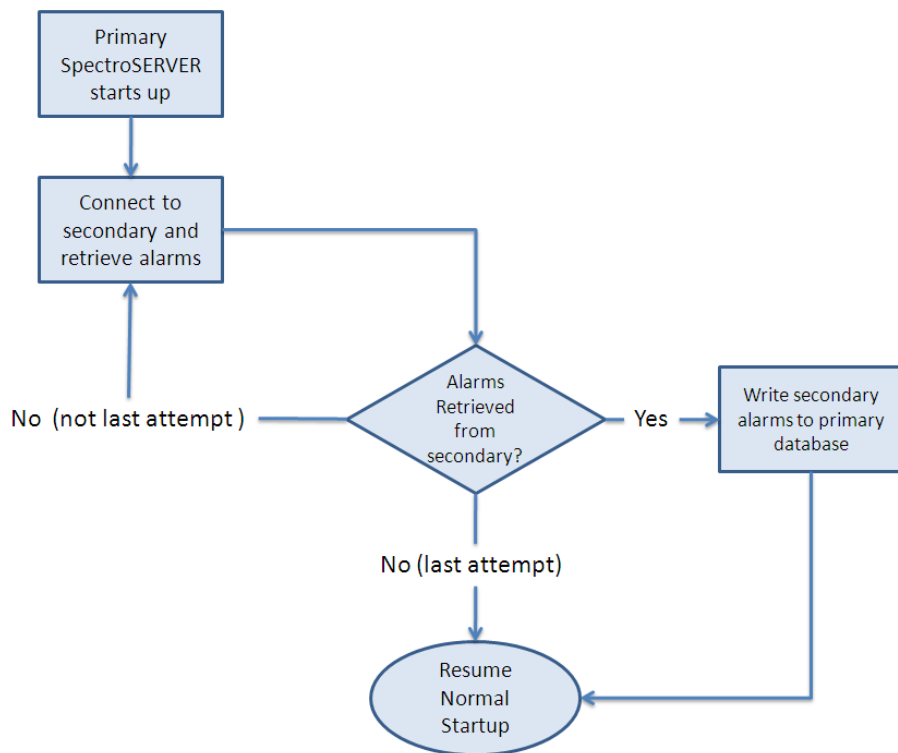 Primary
SpectroSERVER
starts up
Connect to
secondary and
retrieve alarms
Alarms
Retrieved
from
secondary?
No (not last attempt )
Yes
Write secondary
alarms to primary
database
No (last attempt)
Resume
Normal
Startup